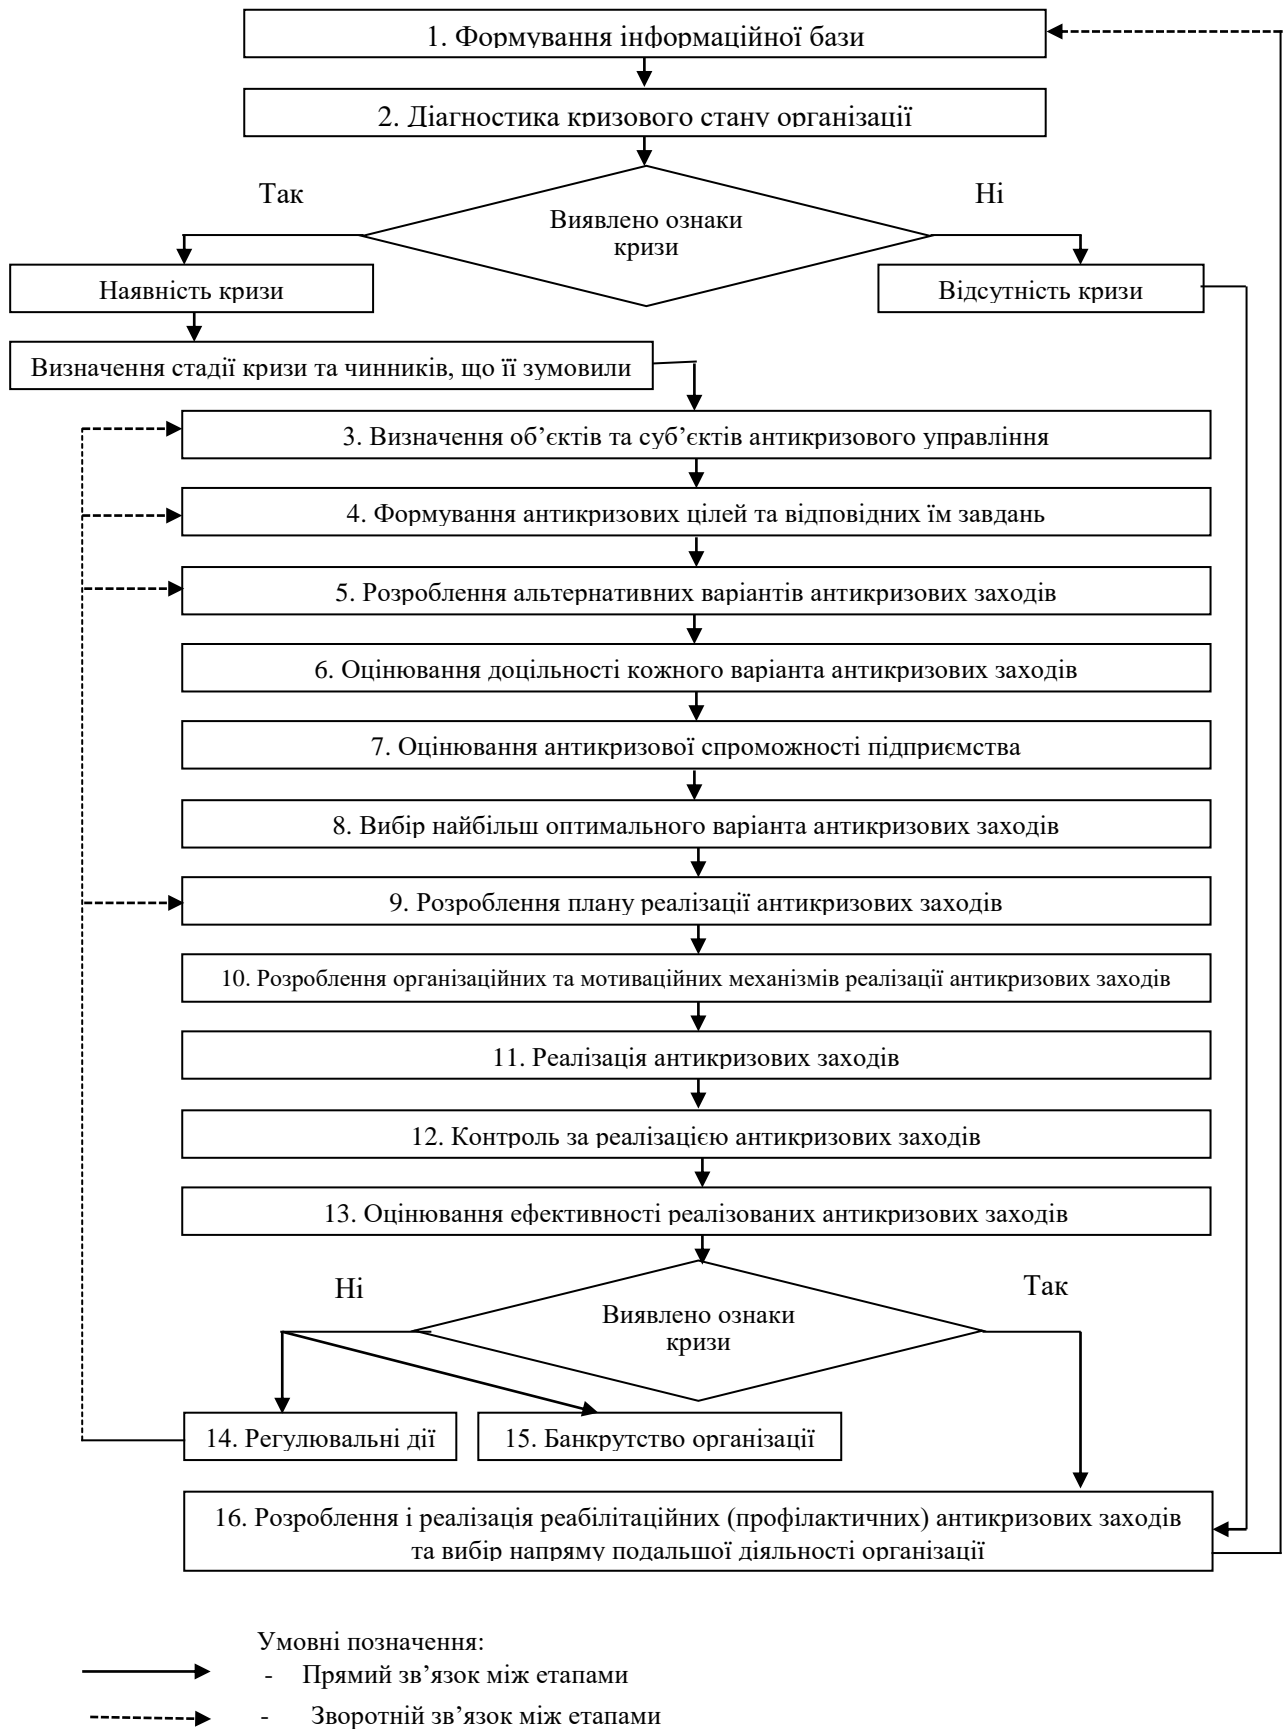 1. Формування інформаційної бази
2. Діагностика кризового стану організації
Так
Ні
Виявлено ознаки
кризи
Наявність кризи
Відсутність кризи
Визначення стадії кризи та чинників, що її зумовили
3. Визначення об’єктів та суб’єктів антикризового управління
4. Формування антикризових цілей та відповідних їм завдань
5. Розроблення альтернативних варіантів антикризових заходів
6. Оцінювання доцільності кожного варіанта антикризових заходів
7. Оцінювання антикризової спроможності підприємства
8. Вибір найбільш оптимального варіанта антикризових заходів
9. Розроблення плану реалізації антикризових заходів
10. Розроблення організаційних та мотиваційних механізмів реалізації антикризових заходів
11. Реалізація антикризових заходів
12. Контроль за реалізацією антикризових заходів
13. Оцінювання ефективності реалізованих антикризових заходів
Ні
Так
Виявлено ознаки
кризи
14. Регулювальні дії
15. Банкрутство організації
16. Розроблення і реалізація реабілітаційних (профілактичних) антикризових заходів
та вибір напряму подальшої діяльності організації
Умовні позначення:
- Прямий зв’язок між етапами
- Зворотній зв’язок між етапами